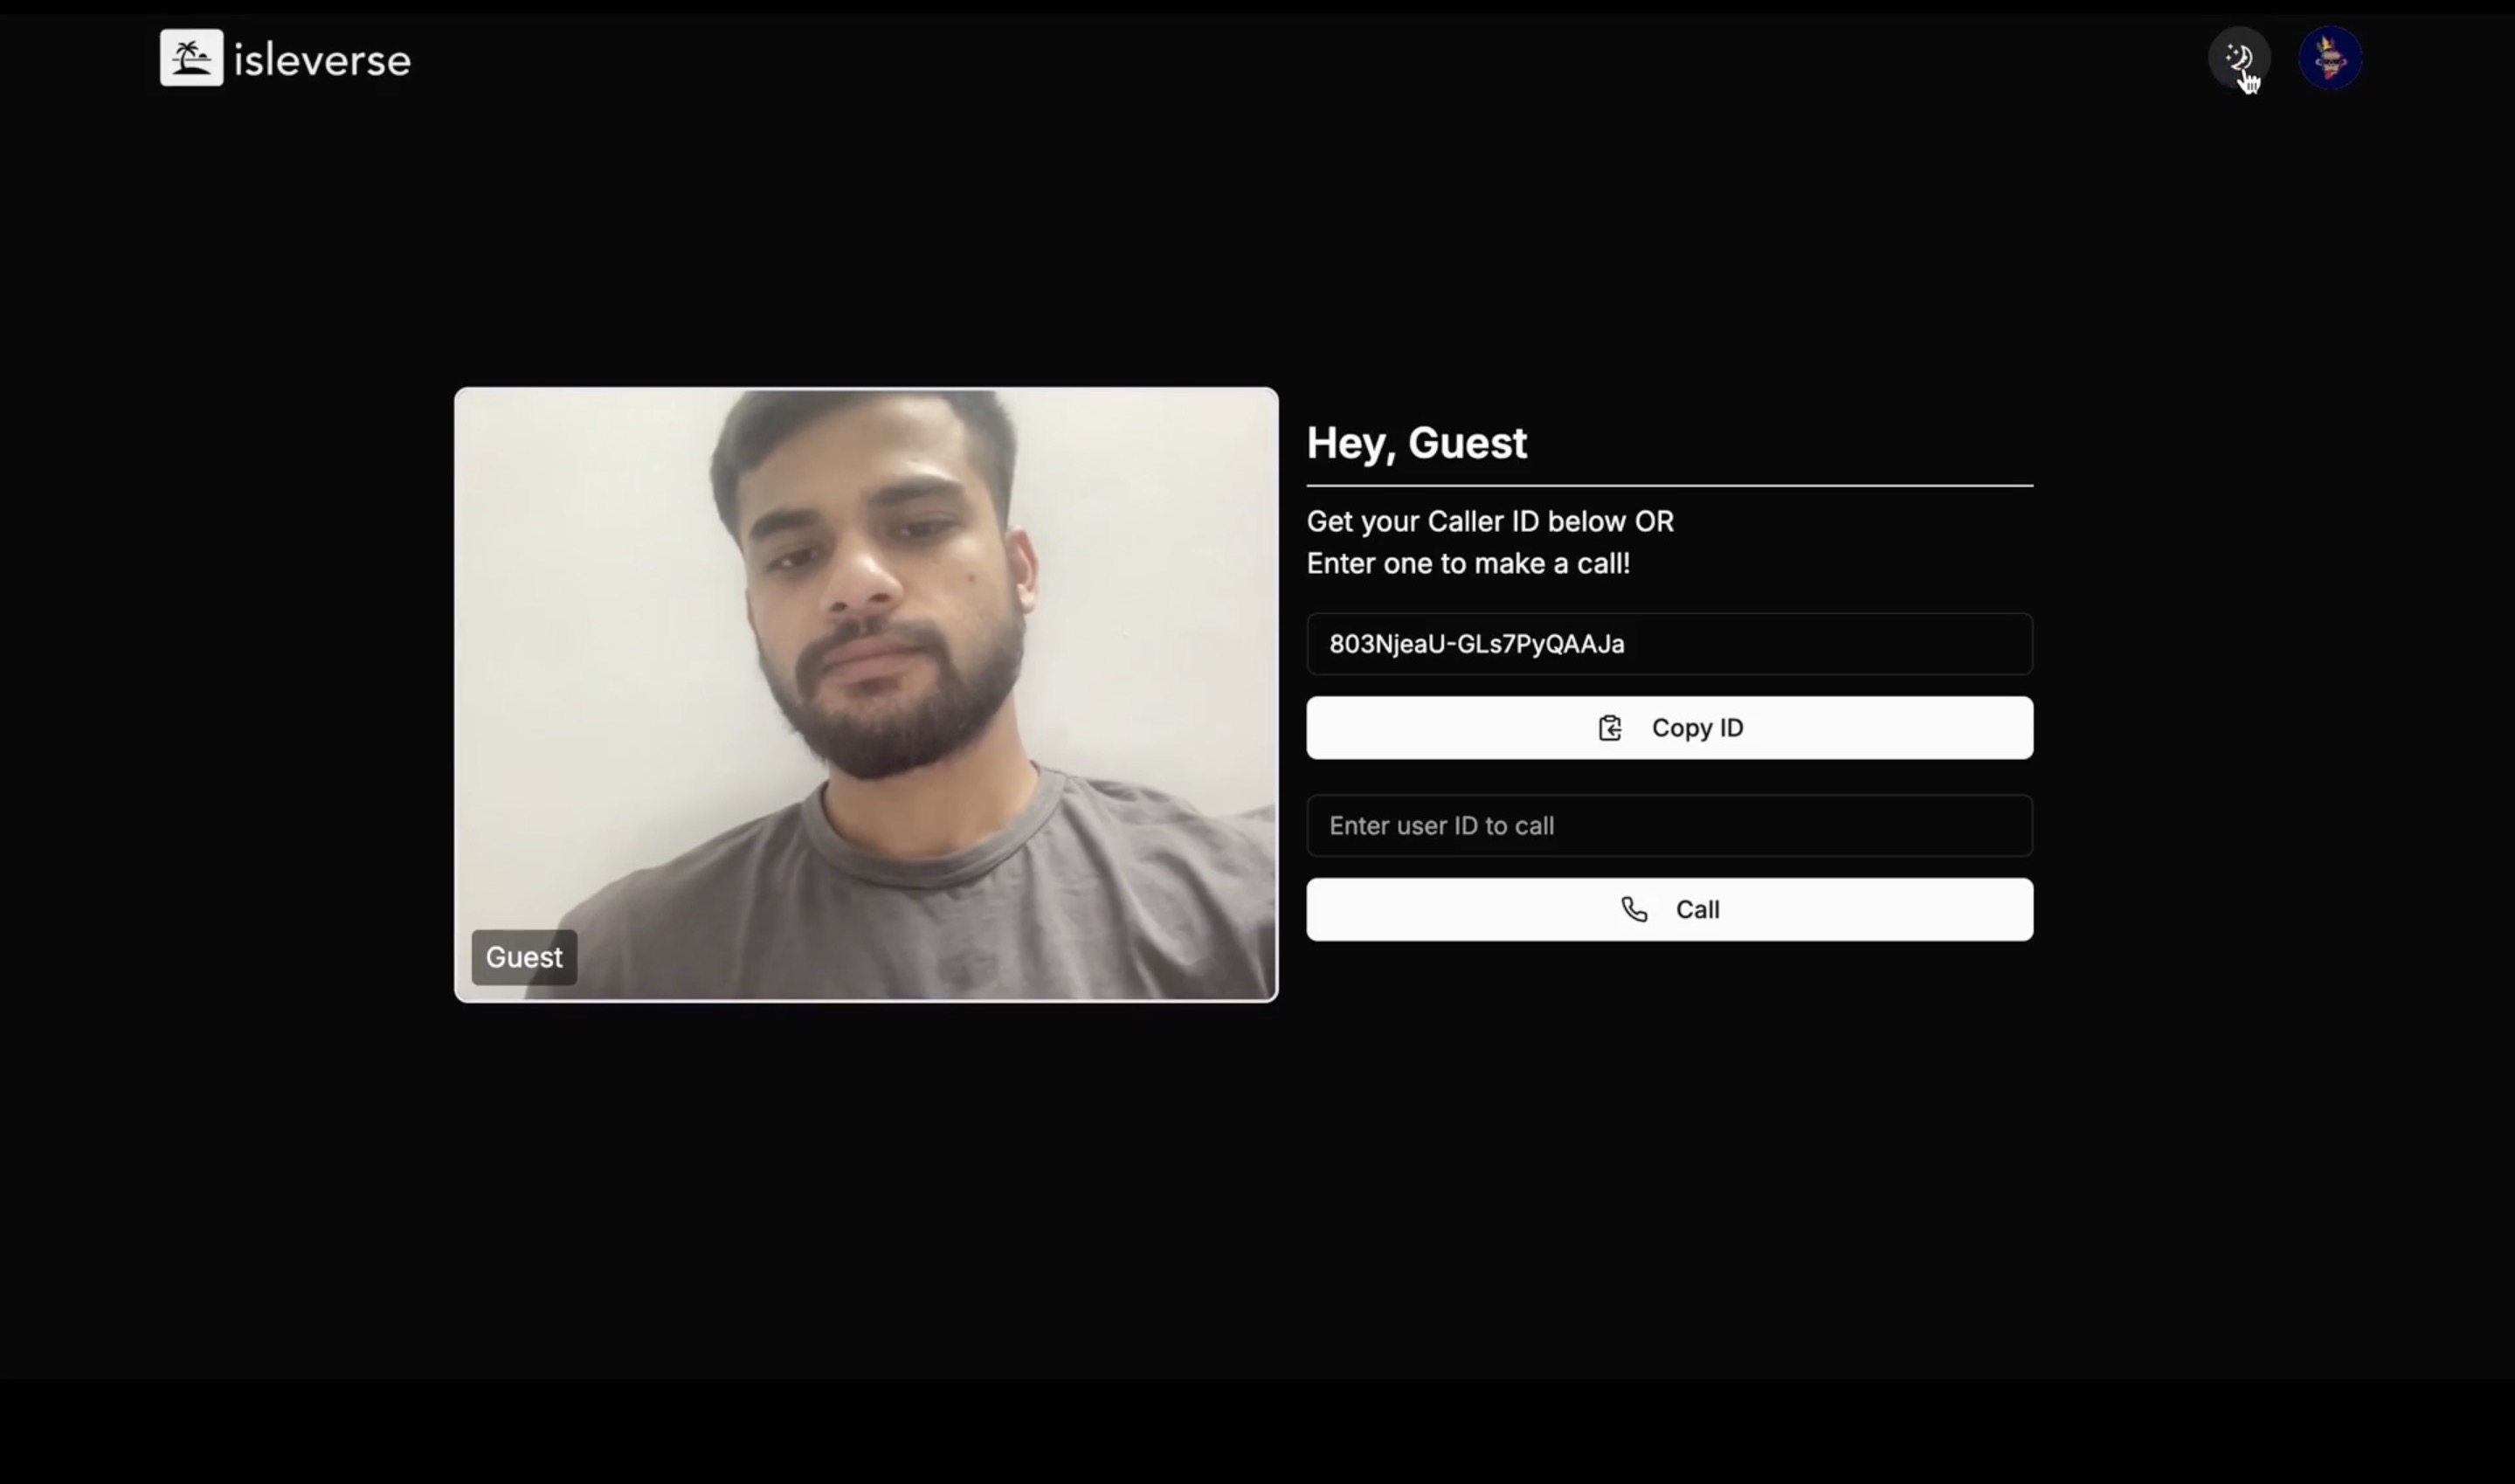 isleverse
Hey, Guest
Get your Caller ID below OR
Enter one to make a call!
803NjeaU-GLs7PyQAAJa
Copy ID
Enter user ID to call
Call
Guest